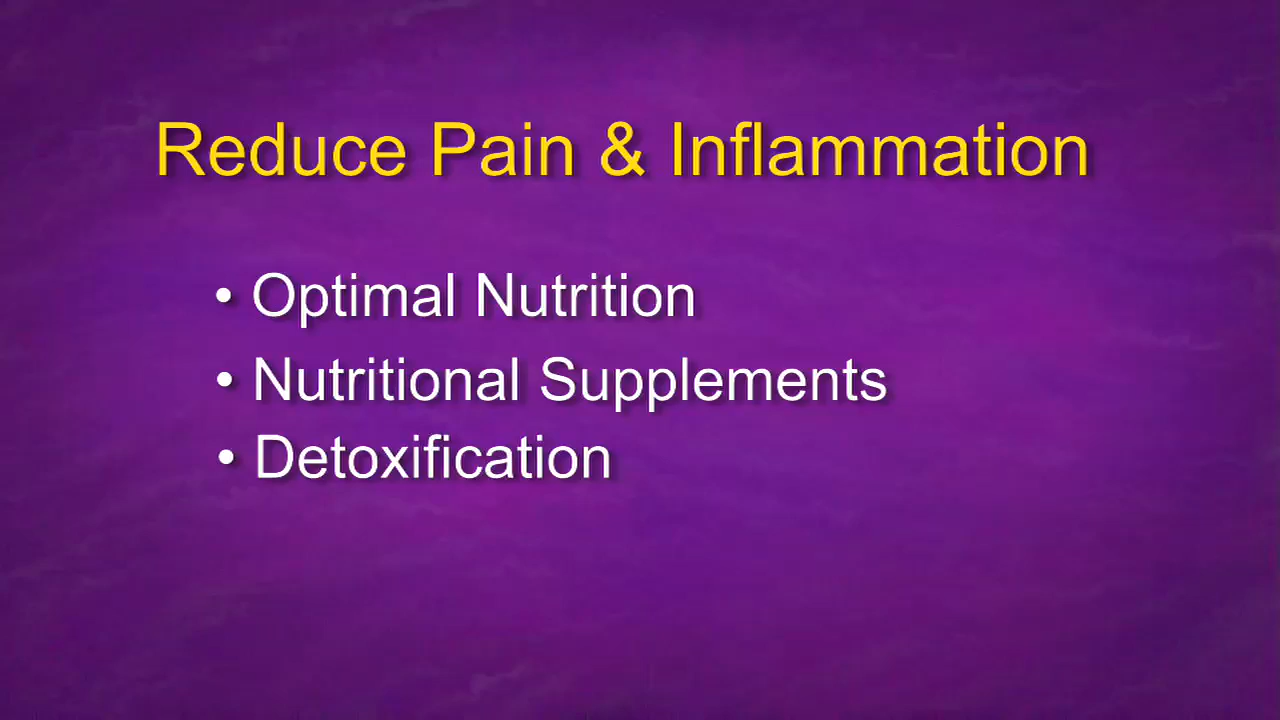 Reduce Pain & Inflammation
• Optimal Nutrition
• Nutritional Supplements
• Detoxification